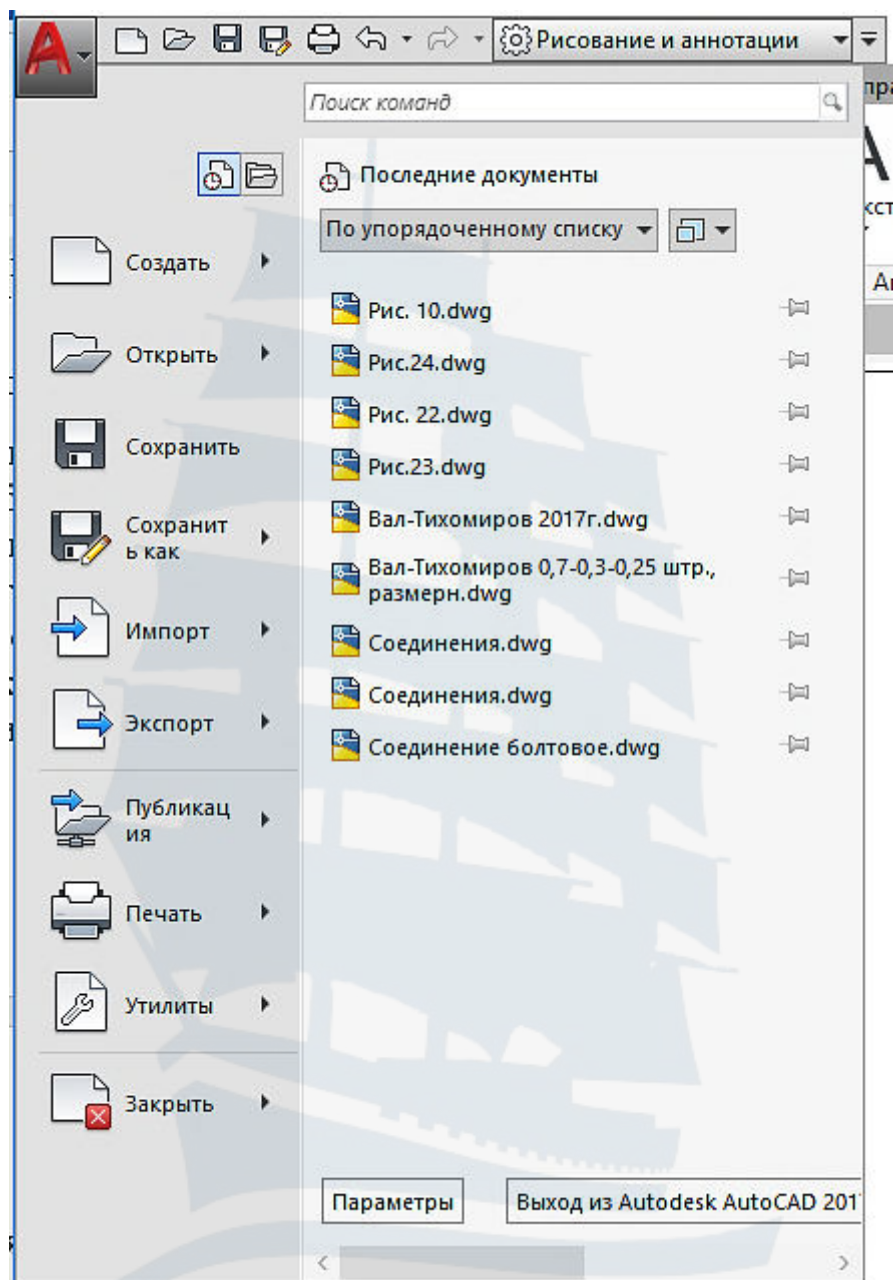 Рисование и аннотации
Поиск команд
Последние документы
По упорядоченному списку
Создать
Открыть
Сохранить
Сохранит
ь как
Импорт
Экспорт
Публикац
ия
Печать
Утилиты
Закрыть
Рис. 10.dwg
Рис.24.dwg
Рис. 22.dwg
Рис.23.dwg
Вал-Тихомиров 2017г.dwg
Вал-Тихомиров 0,7-0,3-0,25 штр.,
размерн.dwg
Соединения.dwg
Соединения.dwg
Соединение болтовое.dwg
Параметры
Выход из Autodesk AutoCAD 201